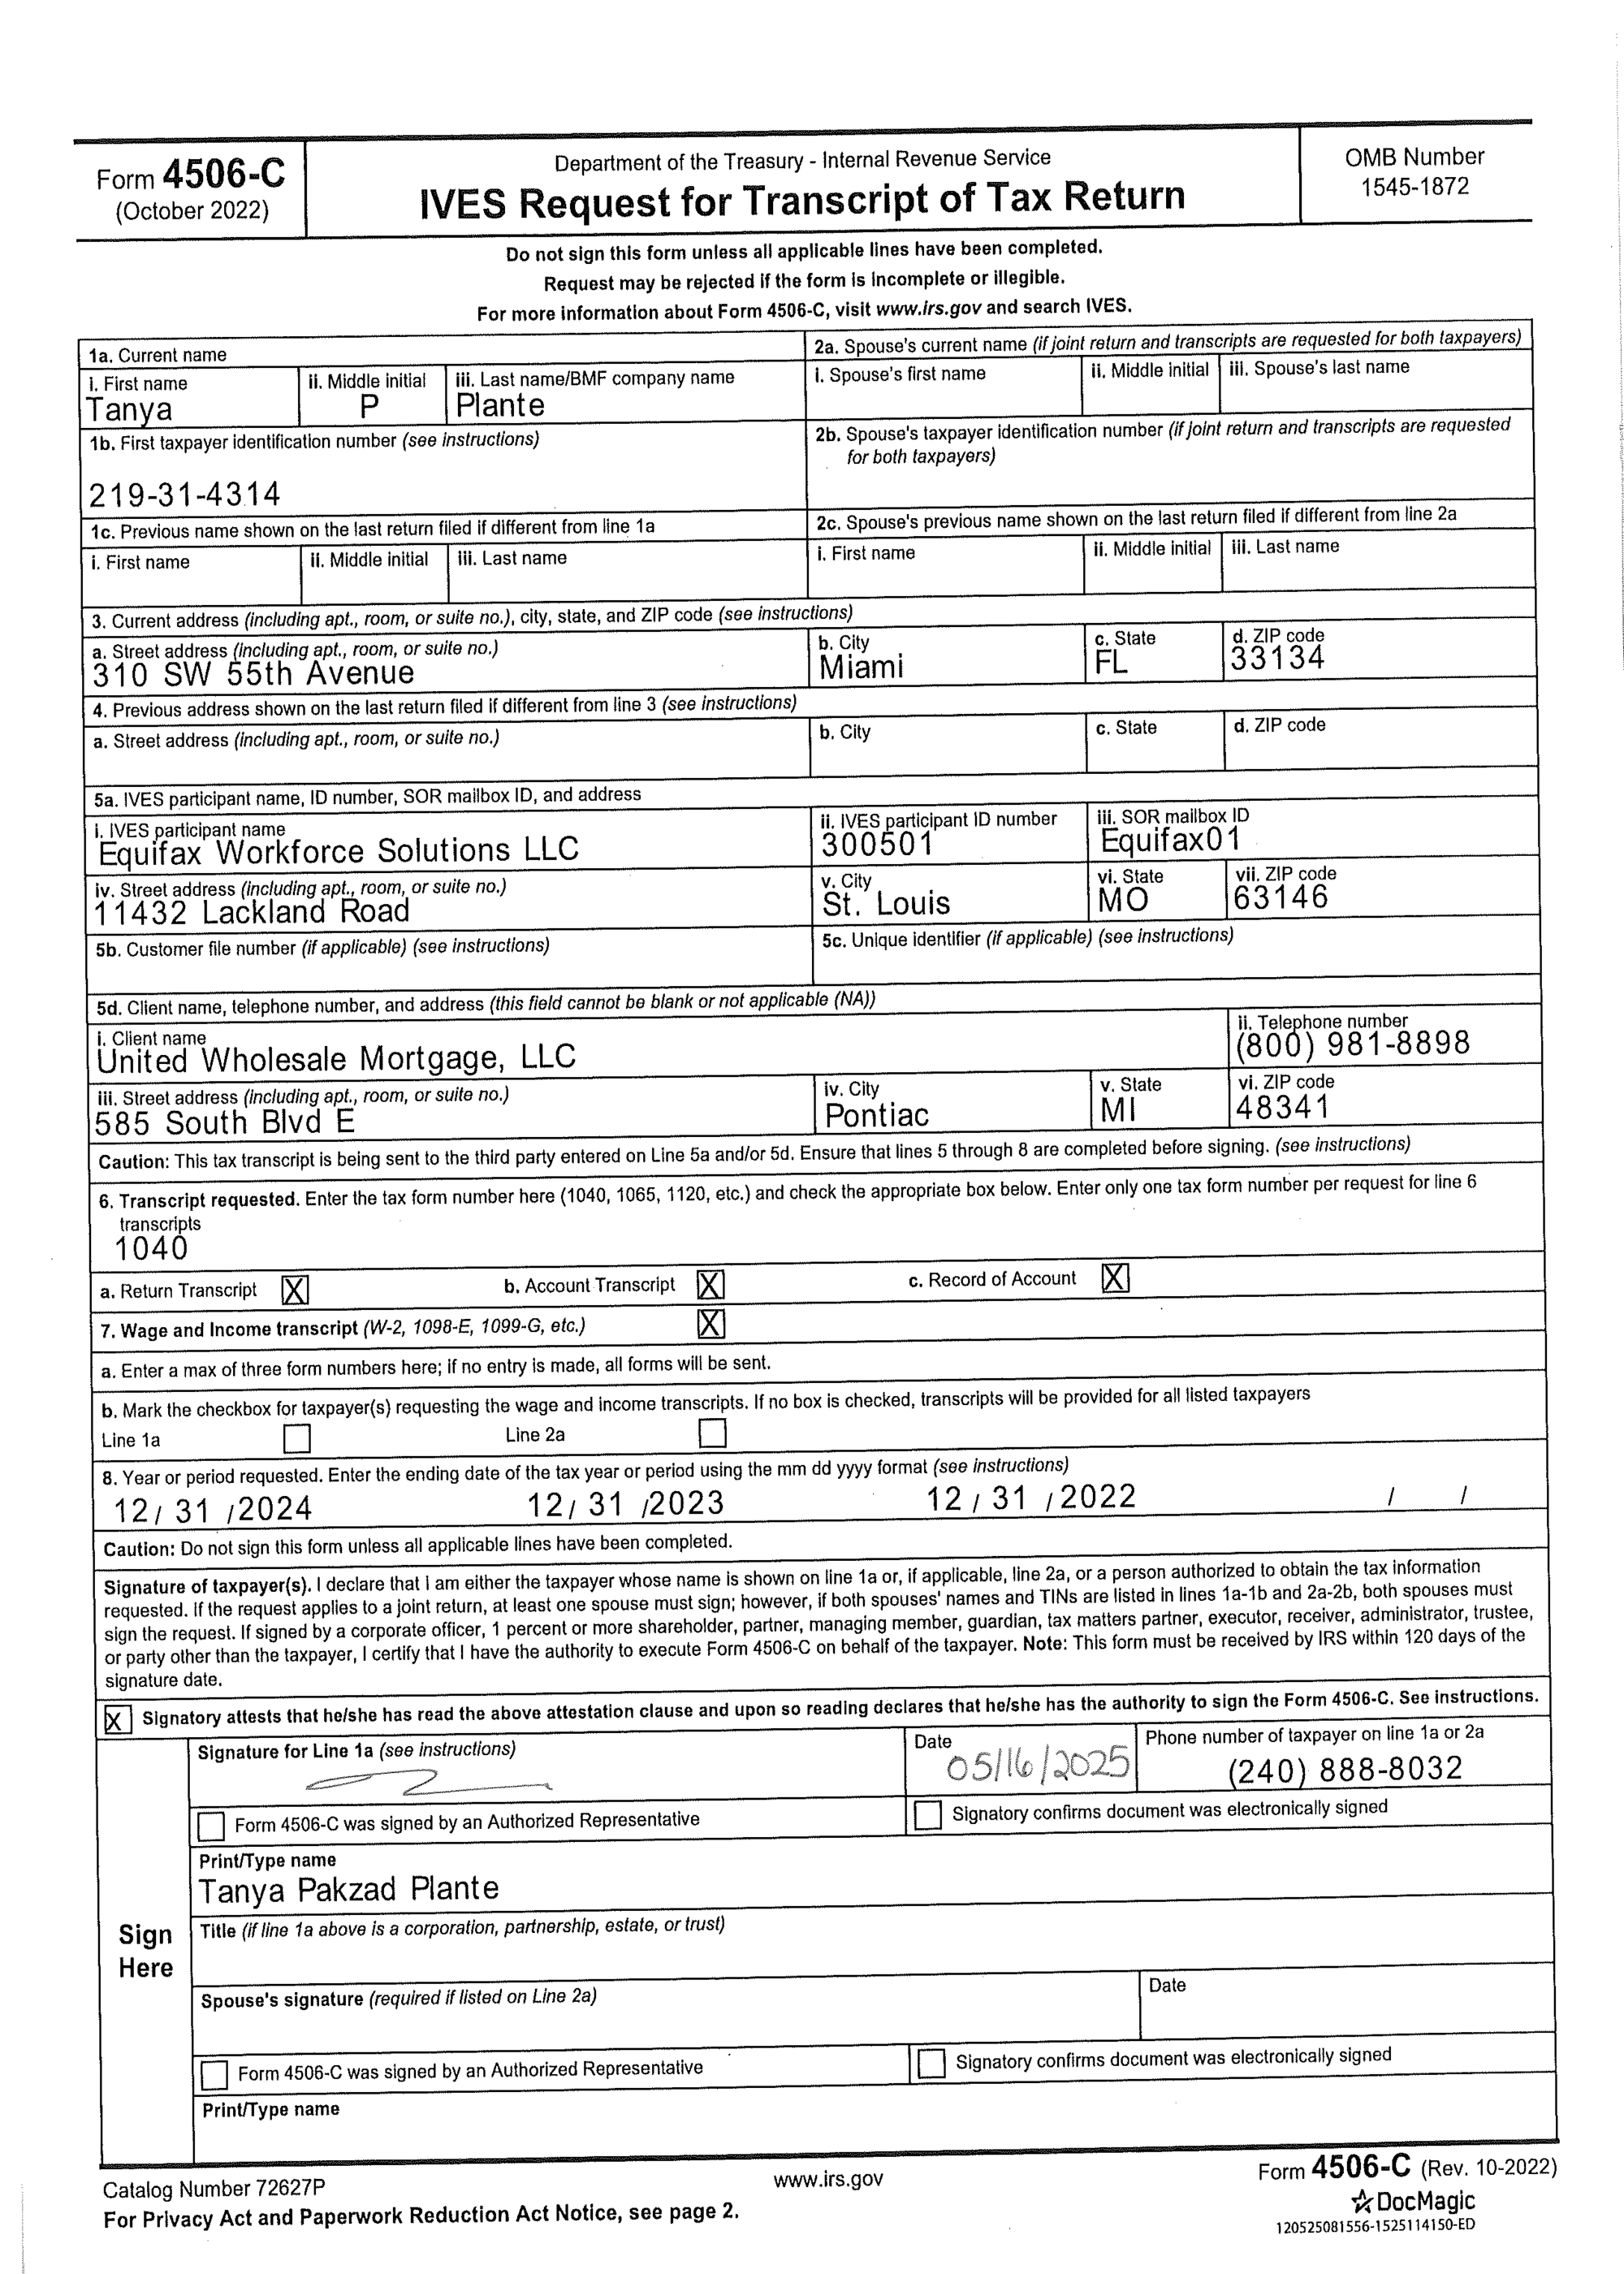 Form 4506-C
(October 2022)
Department of the Treasury - Internal Revenue Service
IVES Request for Transcript of Tax Return
OMB Number
1545-1872
Do not sign this form unless all applicable lines have been completed.
Request may be rejected if the form is incomplete or illegible.
For more information about Form 4506-C, visit www.irs.gov and search IVES.
1a. Current name
2a. Spouse's current name (if joint return and transcripts are requested for both taxpayers)
i. First name
ii. Middle initial
iii. Last name/BMF company name
i. Spouse's first name
ii. Middle initial
iii. Spouse's last name
Tanya
P
Plante
1b. First taxpayer identification number (see instructions)
2b. Spouse's taxpayer identification number (if joint return and transcripts are requested
for both taxpayers)
219-31-4314
1c. Previous name shown on the last return filed if different from line 1a
2c. Spouse's previous name shown on the last return filed if different from line 2a
i. First name
ii. Middle initial
iii. Last name
i. First name
ii. Middle initial
iii. Last name
3. Current address (including apt., room, or suite no.), city, state, and ZIP code (see instructions)
a. Street address (including apt., room, or suite no.)
b. City
c. State
d. ZIP code
310 SW 55th Avenue
Miami
FL
33134
4. Previous address shown on the last return filed if different from line 3 (see instructions)
a. Street address (including apt., room, or suite no.)
b. City
c. State
d. ZIP code
5a. IVES participant name, ID number, SOR mailbox ID, and address
i. IVES participant name
ii. IVES participant ID number
iii. SOR mailbox ID
Equifax Workforce Solutions LLC
300501
Equifax01
iv. Street address (including apt., room, or suite no.)
v. City
vi. State
vii. ZIP code
11432 Lackland Road
St. Louis
MO
63146
5b. Customer file number (if applicable) (see instructions)
5c. Unique identifier (if applicable) (see instructions)
5d. Client name, telephone number, and address (this field cannot be blank or not applicable (NA))
i. Client name
ii. Telephone number
United Wholesale Mortgage, LLC
(800) 981-8898
iii. Street address (including apt., room, or suite no.)
iv. City
v. State
vi. ZIP code
585 South Blvd E
Pontiac
MI
48341
Caution: This tax transcript is being sent to the third party entered on Line 5a and/or 5d. Ensure that lines 5 through 8 are completed before signing. (see instructions)
6. Transcript requested. Enter the tax form number here (1040, 1065, 1120, etc.) and check the appropriate box below. Enter only one tax form number per request for line 6
transcripts
1040
a. Return Transcript X
b. Account Transcript X
c. Record of Account X
7. Wage and Income transcript (W-2, 1098-E, 1099-G, etc.) X
a. Enter a max of three form numbers here; if no entry is made, all forms will be sent.
b. Mark the checkbox for taxpayer(s) requesting the wage and income transcripts. If no box is checked, transcripts will be provided for all listed taxpayers
Line 1a
Line 2a
8. Year or period requested. Enter the ending date of the tax year or period using the mm dd yyyy format (see instructions)
12/ 31 /2024
12/ 31 /2023
12 / 31 / 2022
/ /
Caution: Do not sign this form unless all applicable lines have been completed.
Signature of taxpayer(s). I declare that I am either the taxpayer whose name is shown on line 1a or, if applicable, line 2a, or a person authorized to obtain the tax information
requested. If the request applies to a joint return, at least one spouse must sign; however, if both spouses' names and TINs are listed in lines 1a-1b and 2a-2b, both spouses must
sign the request. If signed by a corporate officer, 1 percent or more shareholder, partner, managing member, guardian, tax matters partner, executor, receiver, administrator, trustee,
or party other than the taxpayer, I certify that I have the authority to execute Form 4506-C on behalf of the taxpayer. Note: This form must be received by IRS within 120 days of the
signature date.
X Signatory attests that he/she has read the above attestation clause and upon so reading declares that he/she has the authority to sign the Form 4506-C. See instructions.
Signature for Line 1a (see instructions)
Date
Phone number of taxpayer on line 1a or 2a
05/16/2025
(240) 888-8032
Form 4506-C was signed by an Authorized Representative
Signatory confirms document was electronically signed
Print/Type name
Tanya Pakzad Plante
Sign
Here
Title (if line 1a above is a corporation, partnership, estate, or trust)
Spouse's signature (required if listed on Line 2a)
Date
Form 4506-C was signed by an Authorized Representative
Signatory confirms document was electronically signed
Print/Type name
Catalog Number 72627P
www.irs.gov
Form 4506-C (Rev. 10-2022)
For Privacy Act and Paperwork Reduction Act Notice, see page 2.
DocMagic
120525081556-1525114150-ED